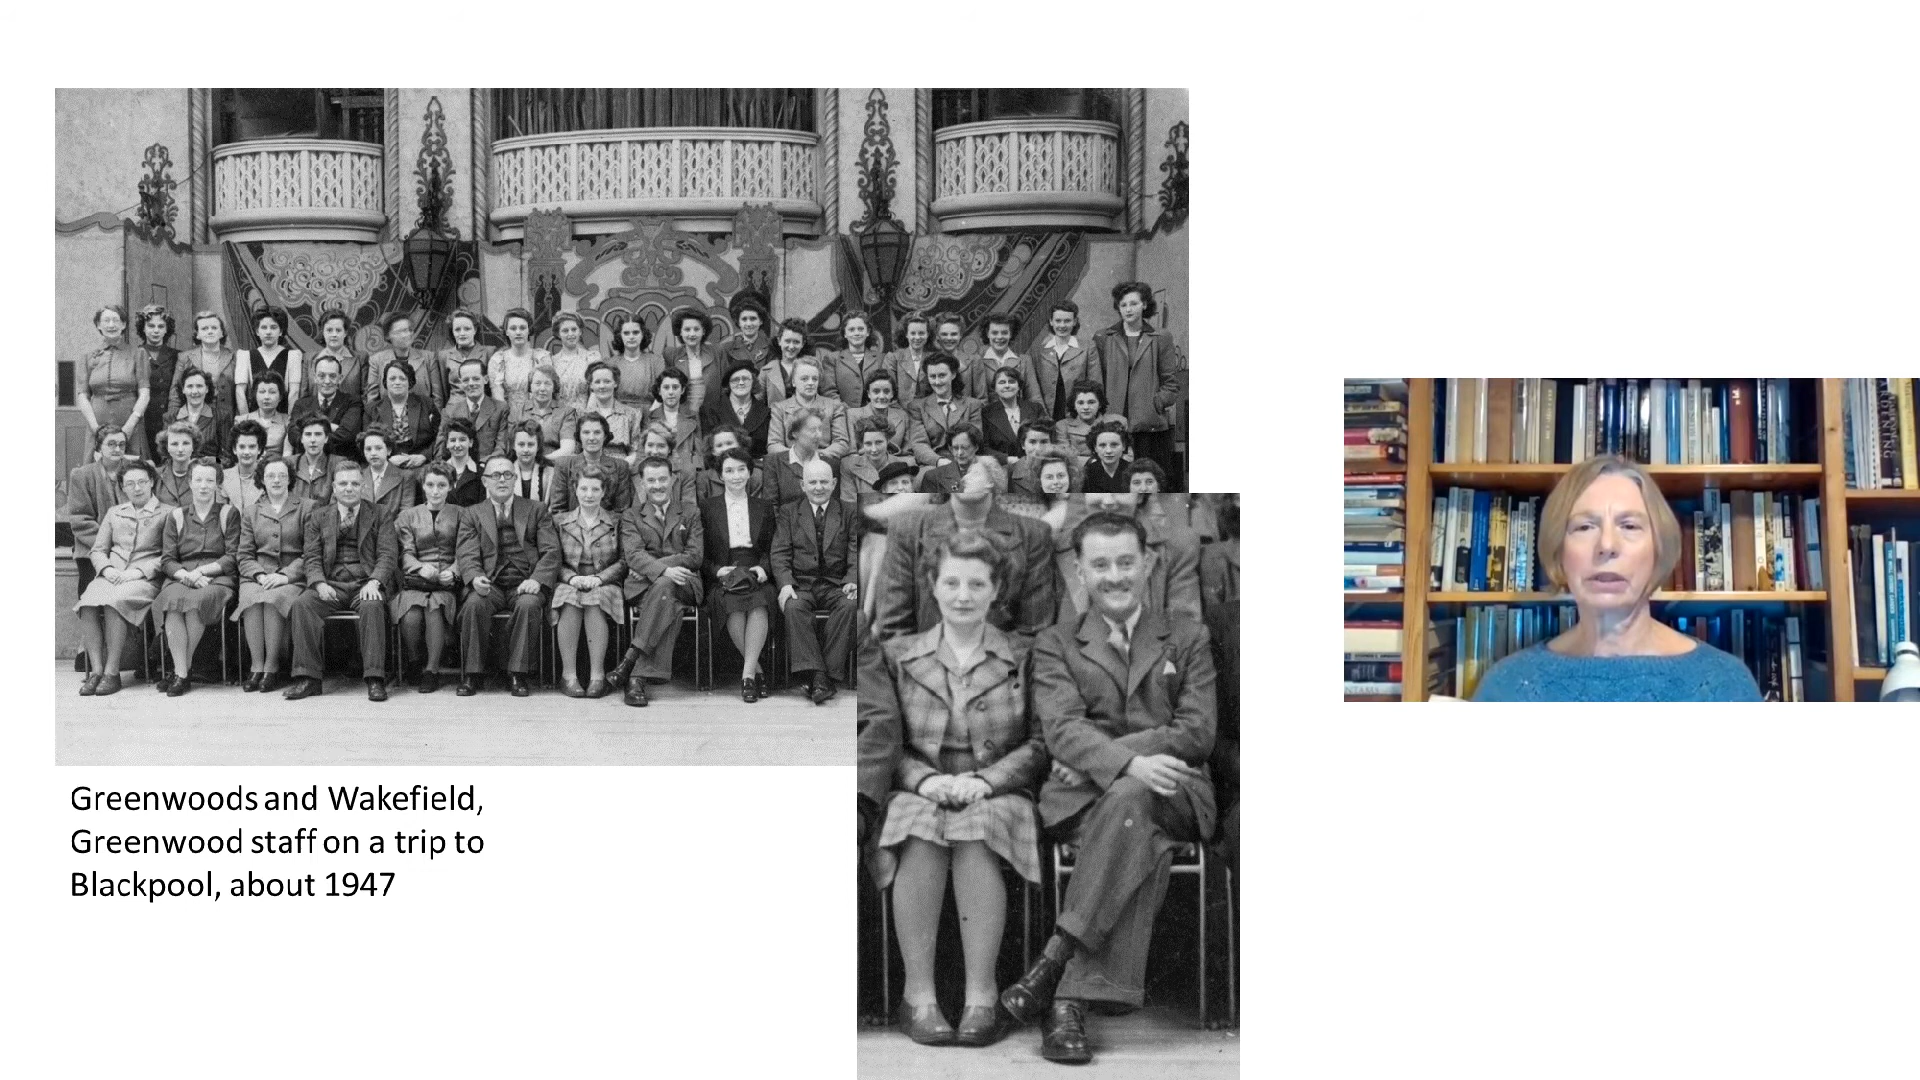 Greenwoods and Wakefield,
Greenwood staff on a trip to
Blackpool, about 1947